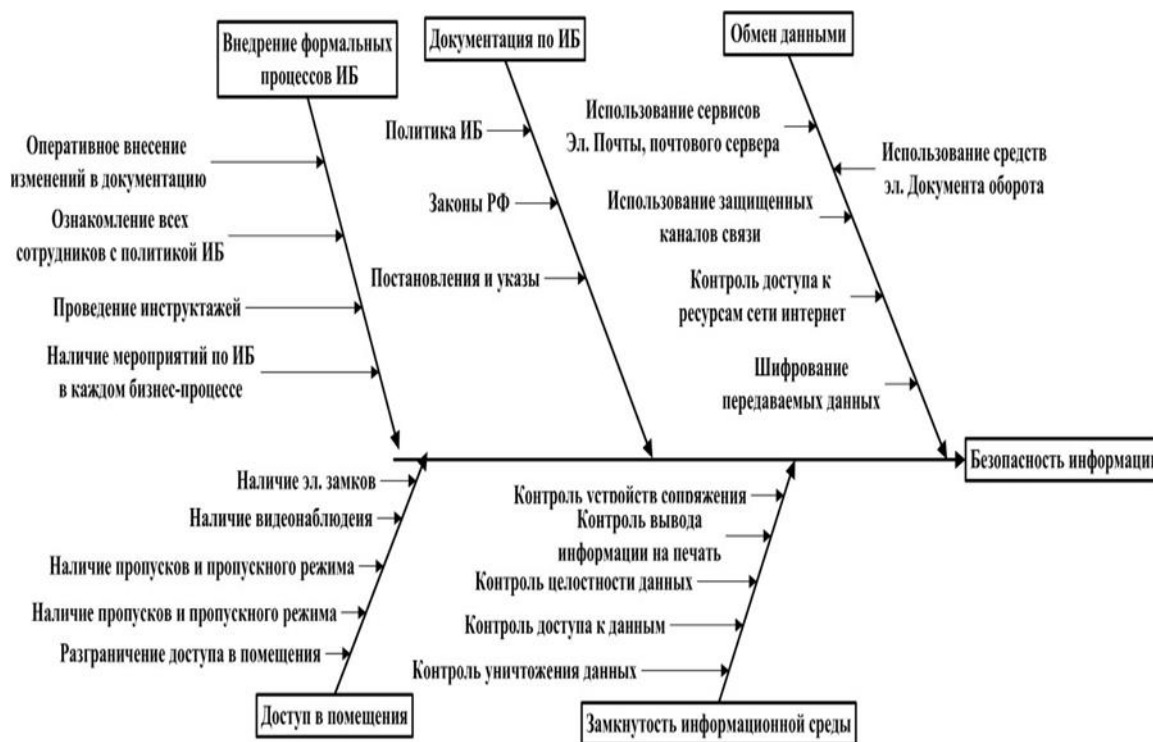 Внедрение формальных
процессов ИБ
Документация по ИБ
Обмен данными
Оперативное внесение
изменений в документацию
Ознакомление всех
сотрудников с политикой ИБ
Проведение инструктажей
Наличие мероприятий по ИБ
в каждом бизнес-процессе
Политика ИБ
Законы РФ
Постановления и указы
Использование сервисов
Эл. Почты, почтового сервера
Использование средств
эл. Документа оборота
Использование защищенных
каналов связи
Контроль доступа к
ресурсам сети интернет
Шифрование
передаваемых данных
Безопасность информации
Наличие эл. замков
Наличие видеонаблюдеия
Наличие пропусков и пропускного режима
Наличие пропусков и пропускного режима
Разграничение доступа в помещения
Доступ в помещения
Контроль устройств сопряжения
Контроль вывода
информации на печать
Контроль целостности данных
Контроль доступа к данным
Контроль уничтожения данных
Замкнутость информационной среды